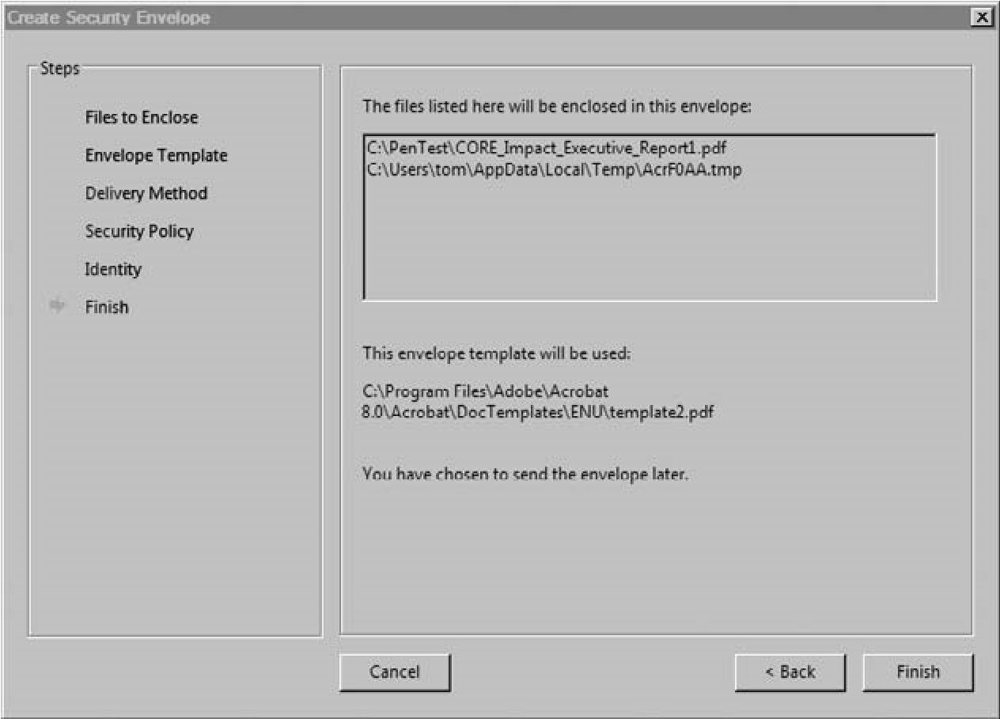 Create Security Envelope
Steps
Files to Enclose
Envelope Template
Delivery Method
Security Policy
Identity
Finish
The files listed here will be enclosed in this envelope:
C:\PenTest\CORE_Impact_Executive_Report1.pdf
C:\Users\tom\AppData\Local\Temp\AcrF0AA.tmp
This envelope template will be used:
C:\Program Files\Adobe\Acrobat
8.0\Acrobat\DocTemplates\ENU\template2.pdf
You have chosen to send the envelope later.
Cancel
< Back
Finish